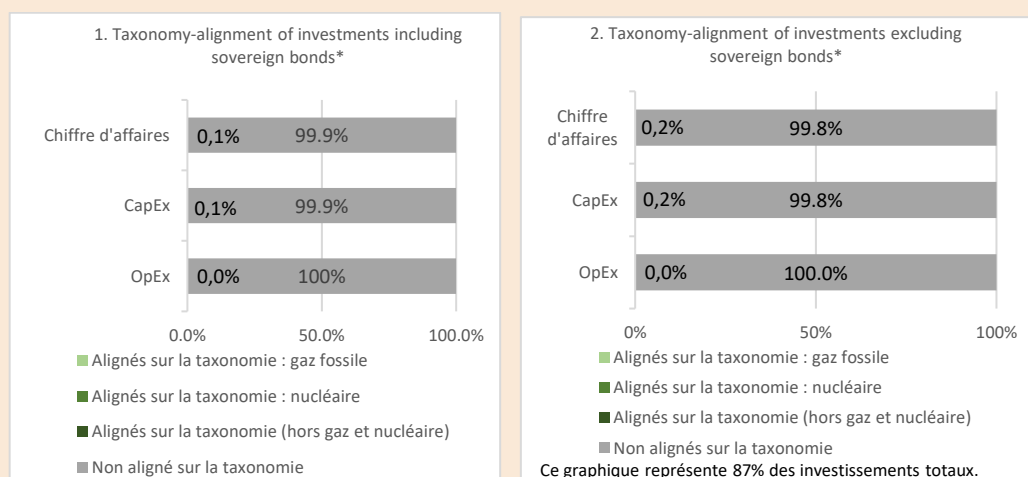 1. Taxonomy-alignment of investments including
sovereign bonds*
Chiffre d'affaires
0,1%
99.9%
CapEx
0,1%
99.9%
OpEx
0,0%
100%
0.0%
50.0%
100.0%
Alignés sur la taxonomie : gaz fossile
Alignés sur la taxonomie : nucléaire
Alignés sur la taxonomie (hors gaz et nucléaire)
Non aligné sur la taxonomie
2. Taxonomy-alignment of investments excluding
sovereign bonds*
Chiffre
d'affaires
0,2%
99.8%
CapEx
0,2%
99.8%
OpEx
0,0%
100.0%
0%
50%
100%
Alignés sur la taxonomie : gaz fossile
Alignés sur la taxonomie : nucléaire
Alignés sur la taxonomie (hors gaz et nucléaire)
Non alignés sur la taxonomie
Ce graphique représente 87% des investissements totaux.